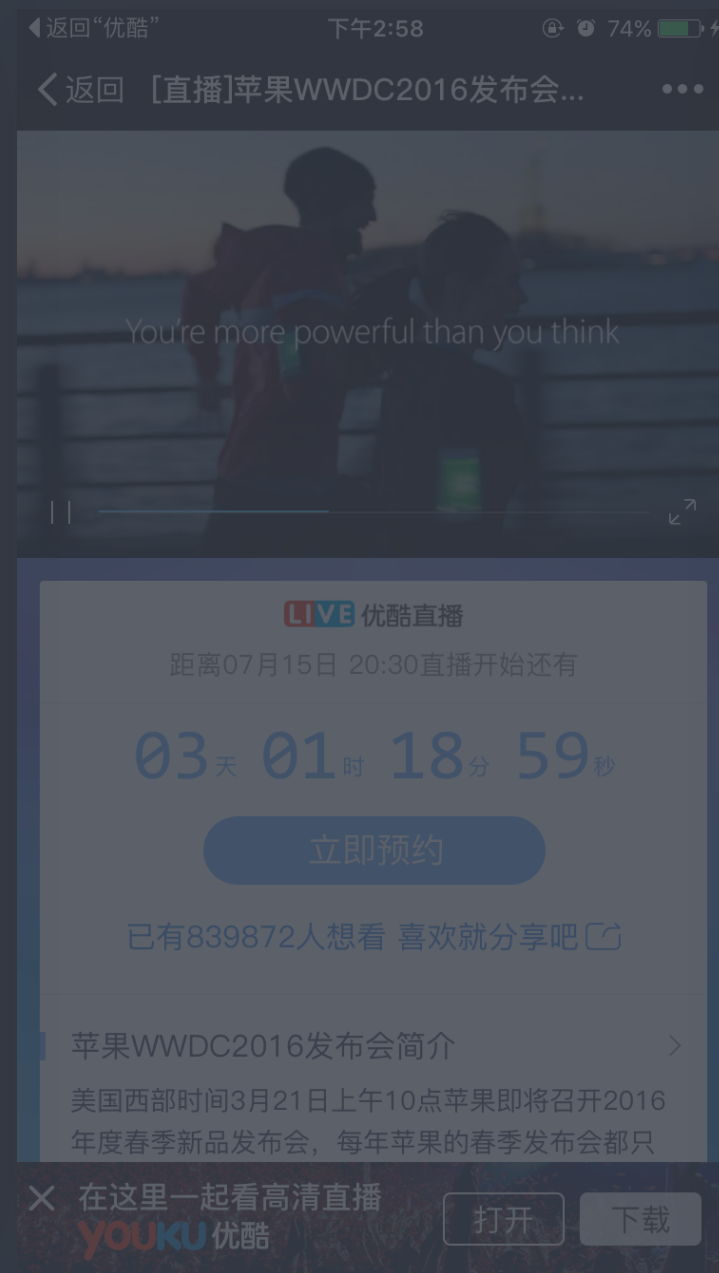 返回“优酷”
下午2:58
74%
返回
[直播]苹果WWDC2016发布会...
You're more powerful than you think
LIVE 优酷直播
距离07月15日 20:30直播开始还有
03天 01时 18分 59秒
立即预约
已有839872人想看 喜欢就分享吧
苹果WWDC2016发布会简介
美国西部时间3月21日上午10点苹果即将召开2016
年度春季新品发布会，每年苹果的春季发布会都只
在这里一起看高清直播
YOUKU 优酷
打开
下载